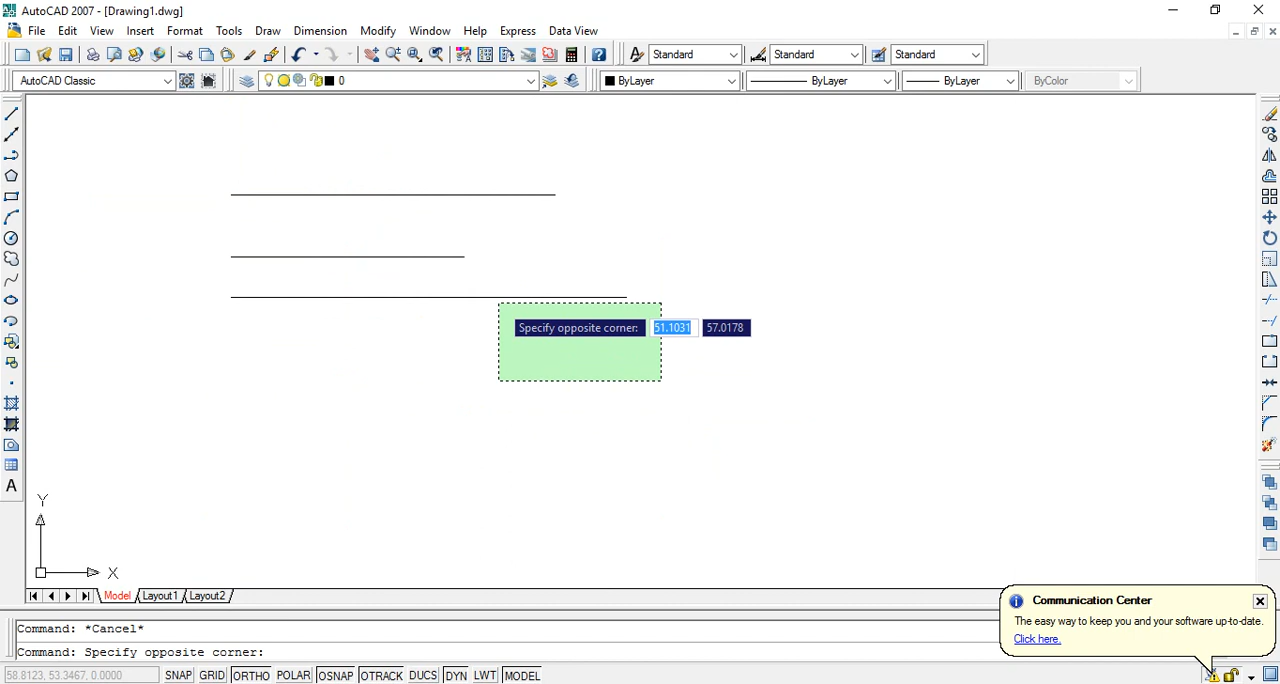 AutoCAD 2007 - [Drawing1.dwg]
File Edit View Insert Format Tools Draw Dimension Modify Window Help Express Data View
Standard Standard Standard
AutoCAD Classic 0 ByLayer ByLayer ByLayer ByColor
Specify opposite corner: 51.1031 57.0178
Y
X
A
Model Layout1 Layout2
Communication Center
The easy way to keep you and your software up-to-date.
Click here.
Command: *Cancel*
Command: Specify opposite corner:
58.8123, 53.3467, 0.0000 SNAP GRID ORTHO POLAR OSNAP OTRACK DUCS DYN LWT MODEL